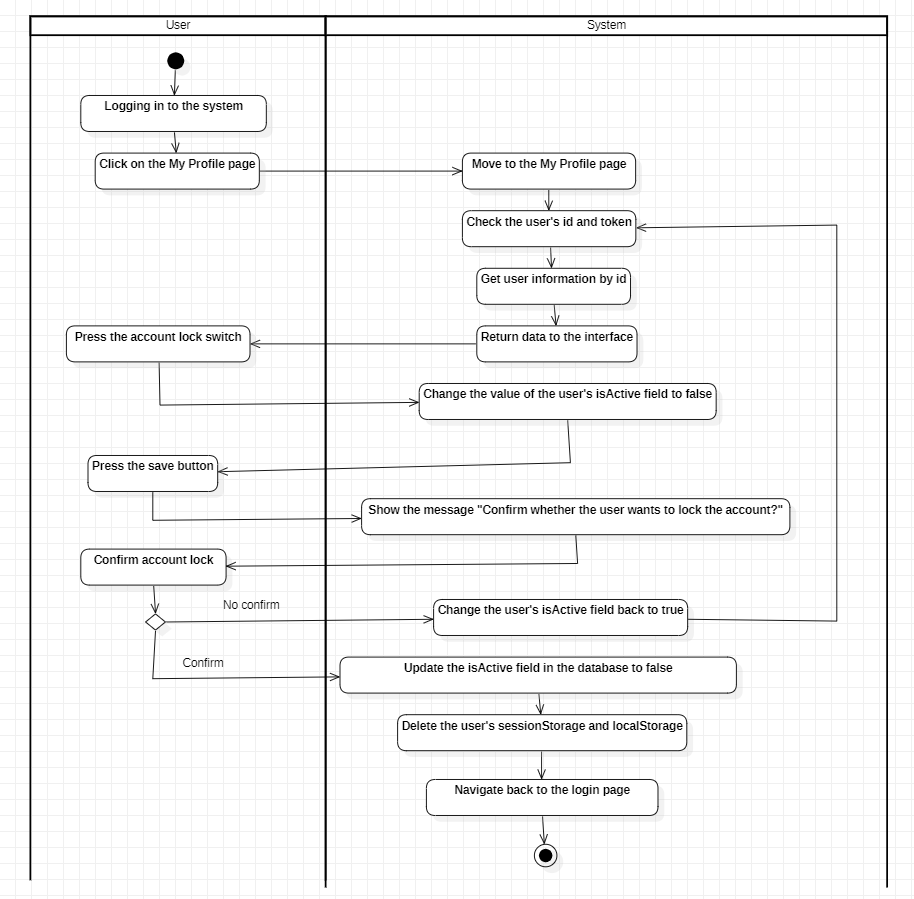 User
System
Logging in to the system
Click on the My Profile page
Move to the My Profile page
Check the user's id and token
Get user information by id
Press the account lock switch
Return data to the interface
Change the value of the user's isActive field to false
Press the save button
Show the message "Confirm whether the user wants to lock the account?"
Confirm account lock
No confirm
Change the user's isActive field back to true
Confirm
Update the isActive field in the database to false
Delete the user's sessionStorage and localStorage
Navigate back to the login page